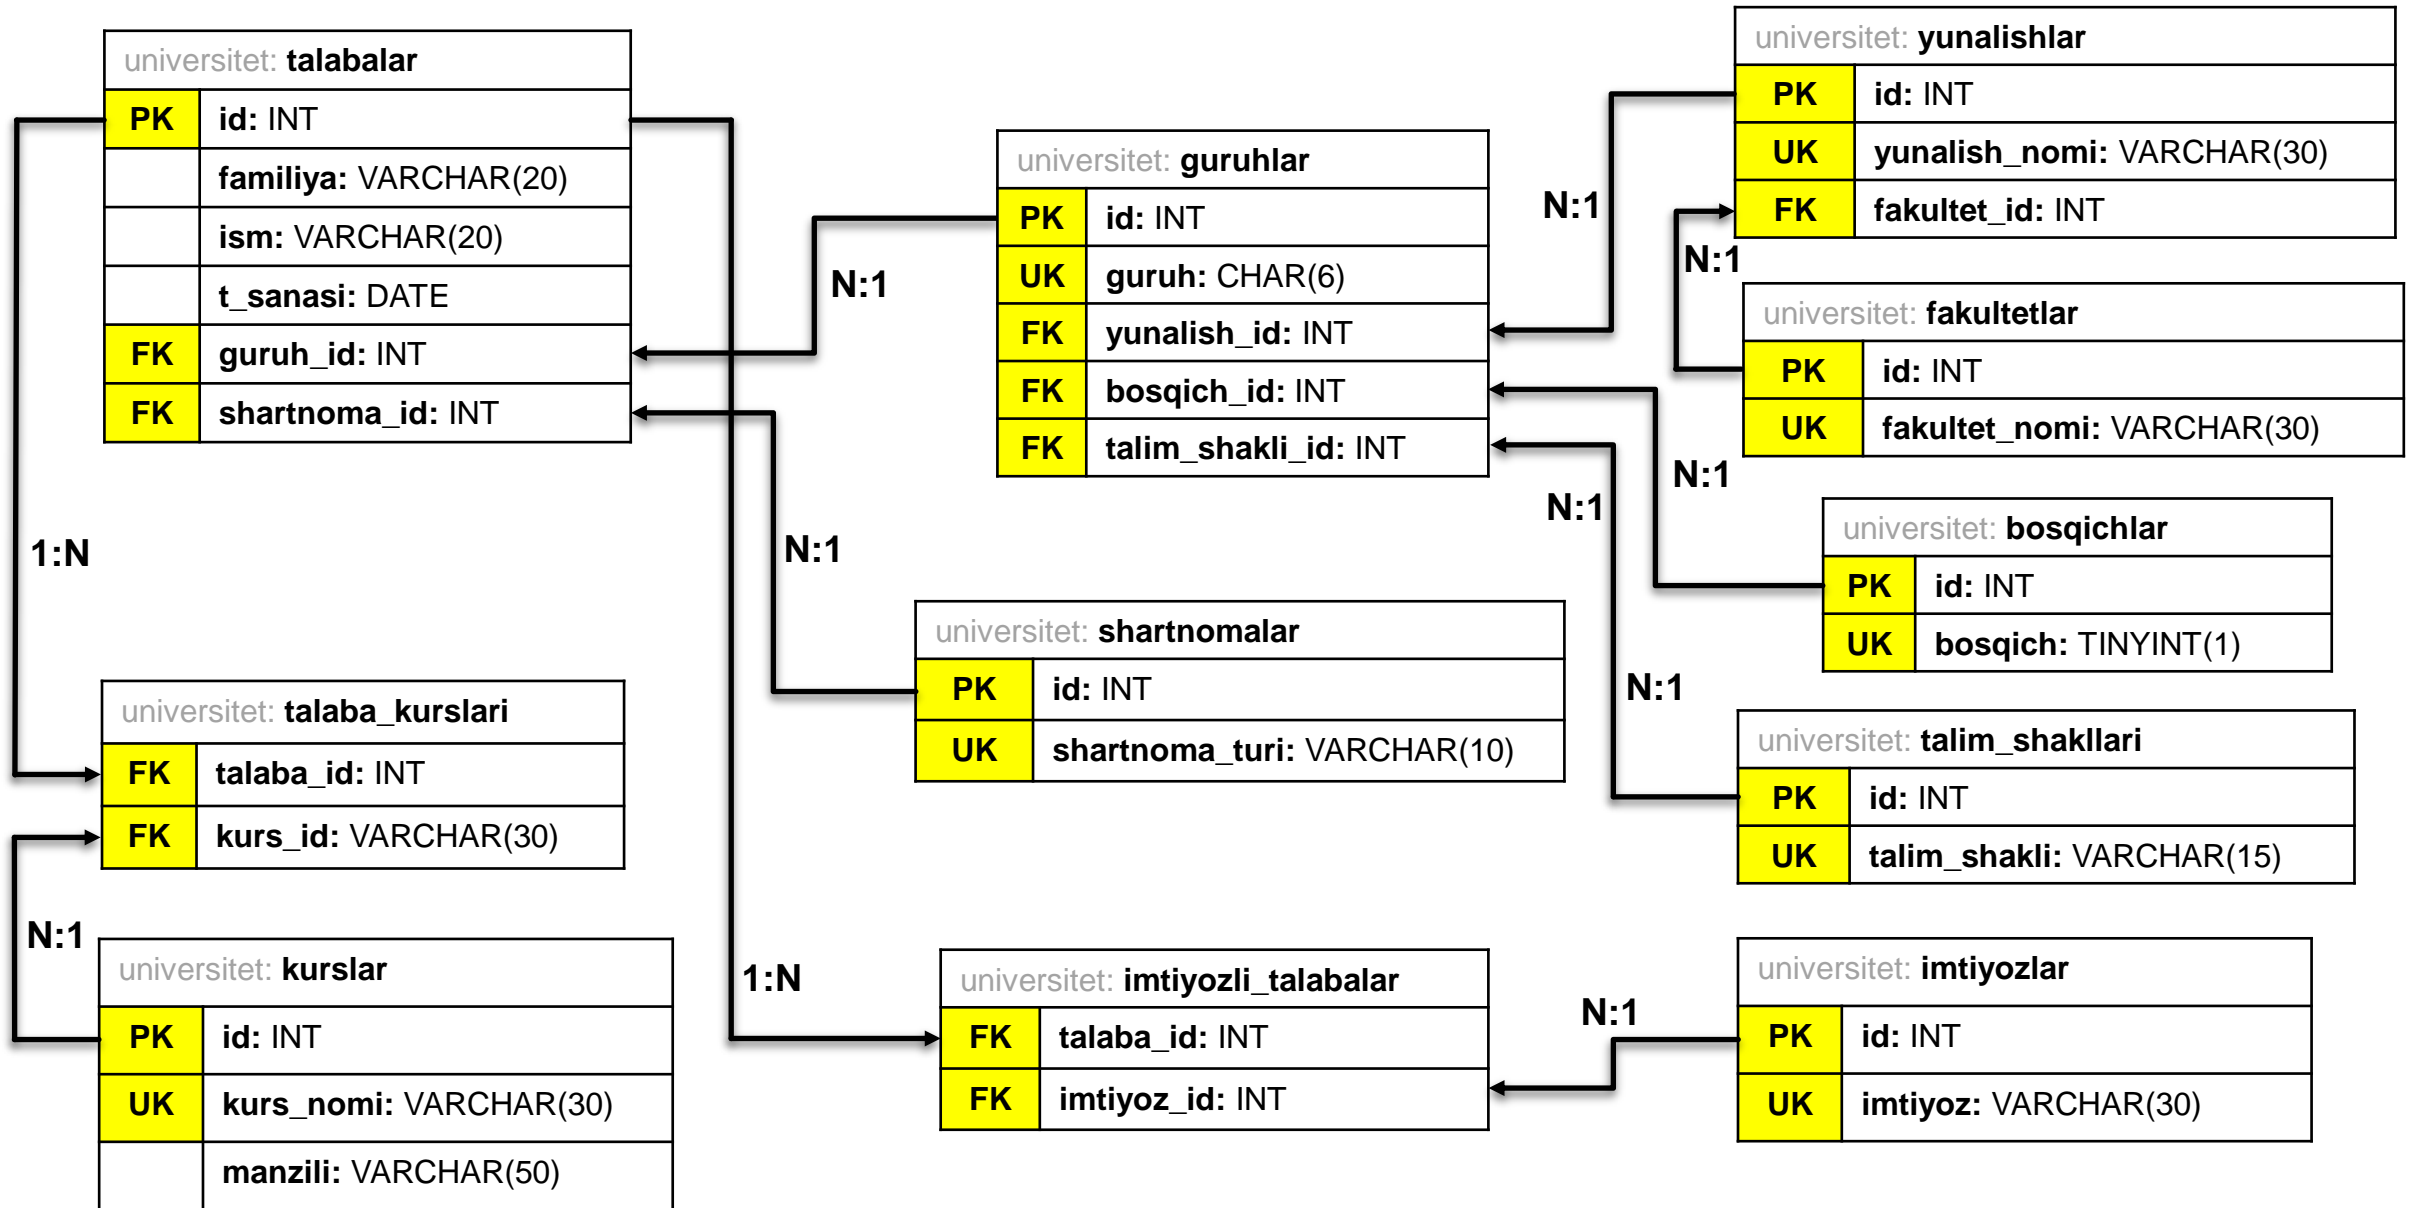 universitet: talabalar
PK id: INT
familiya: VARCHAR(20)
ism: VARCHAR(20)
t_sanasi: DATE
FK guruh_id: INT
FK shartnoma_id: INT
1:N
universitet: guruhlar
PK id: INT
UK guruh: CHAR(6)
FK yunalish_id: INT
FK bosqich_id: INT
FK talim_shakli_id: INT
N:1
N:1
universitet: yunalishlar
PK id: INT
UK yunalish_nomi: VARCHAR(30)
FK fakultet_id: INT
N:1
universitet: fakultetlar
PK id: INT
UK fakultet_nomi: VARCHAR(30)
N:1
N:1
universitet: bosqichlar
PK id: INT
UK bosqich: TINYINT(1)
N:1
universitet: shartnomalar
PK id: INT
UK shartnoma_turi: VARCHAR(10)
N:1
universitet: talim_shakllari
PK id: INT
UK talim_shakli: VARCHAR(15)
universitet: talaba_kurslari
FK talaba_id: INT
FK kurs_id: VARCHAR(30)
N:1
universitet: kurslar
PK id: INT
UK kurs_nomi: VARCHAR(30)
manzili: VARCHAR(50)
1:N
universitet: imtiyozli_talabalar
FK talaba_id: INT
FK imtiyoz_id: INT
N:1
universitet: imtiyozlar
PK id: INT
UK imtiyoz: VARCHAR(30)